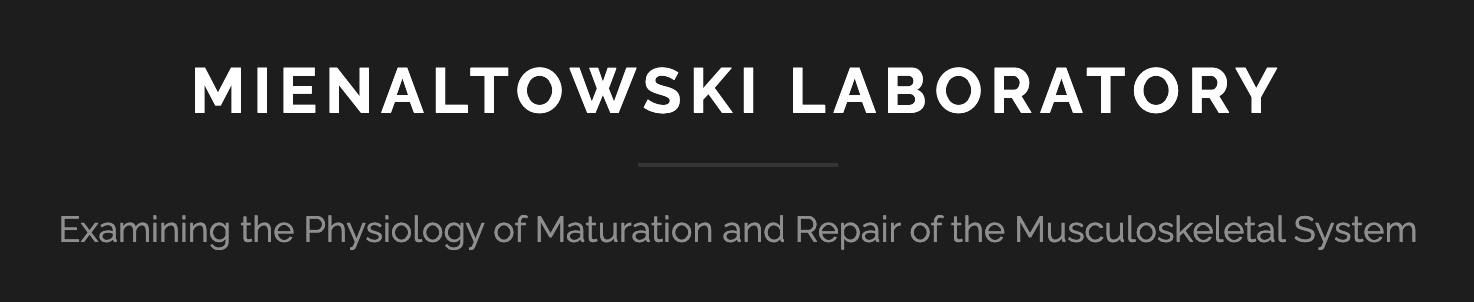 MIENALTOWSKI LABORATORY
Examining the Physiology of Maturation and Repair of the Musculoskeletal System